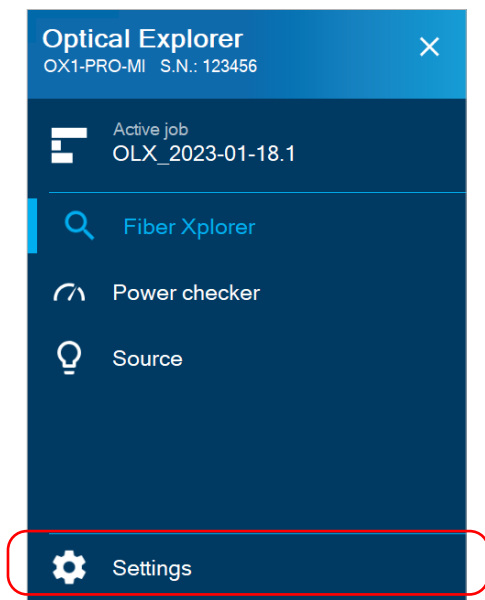 Optical Explorer
OX1-PRO-MI S.N.: 123456
Active job
OLX_2023-01-18.1
Fiber Xplorer
Power checker
Source
Settings